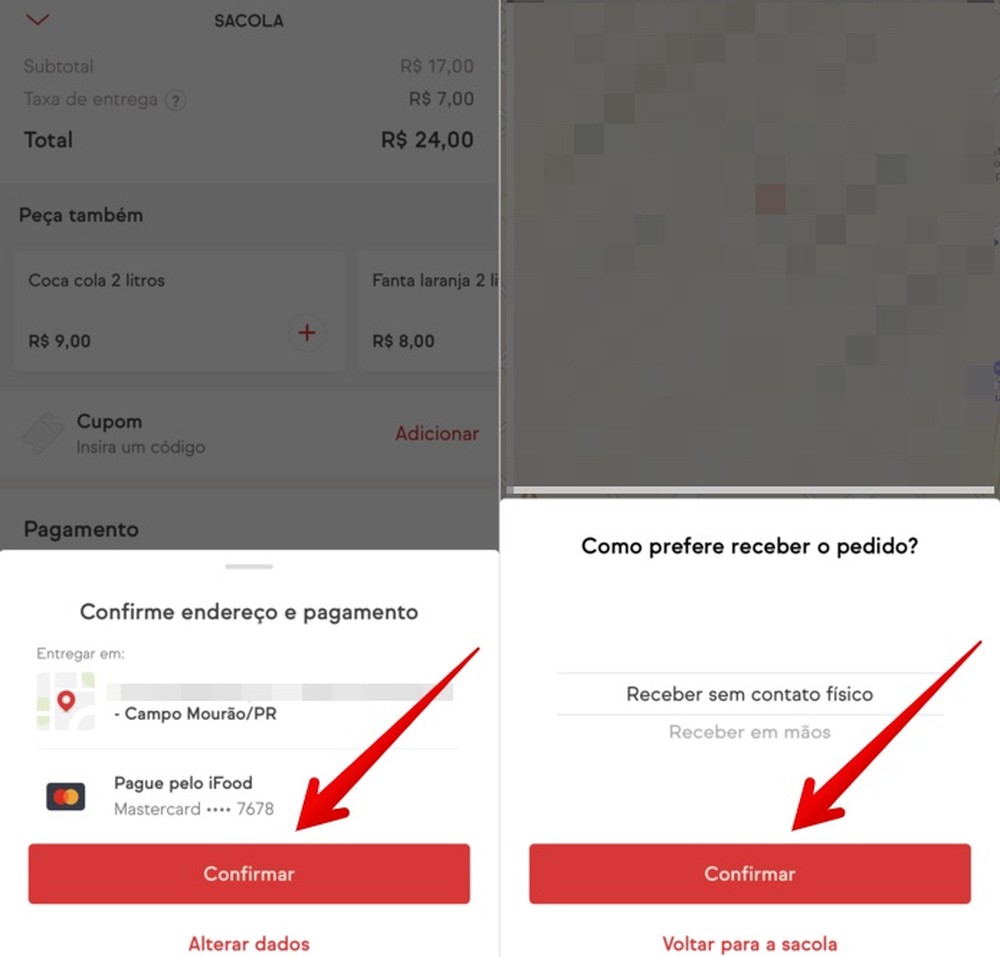 SACOLA
Subtotal R$ 17,00
Taxa de entrega ? R$ 7,00
Total R$ 24,00
Peça também
Coca cola 2 litros
R$ 9,00
+
Fanta laranja 2 li
R$ 8,00
Cupom
Insira um código
Adicionar
Pagamento
Confirme endereço e pagamento
Entregar em:
- Campo Mourão/PR
Pague pelo iFood
Mastercard •••• 7678
Confirmar
Alterar dados
Como prefere receber o pedido?
Receber sem contato físico
Receber em mãos
Confirmar
Voltar para a sacola